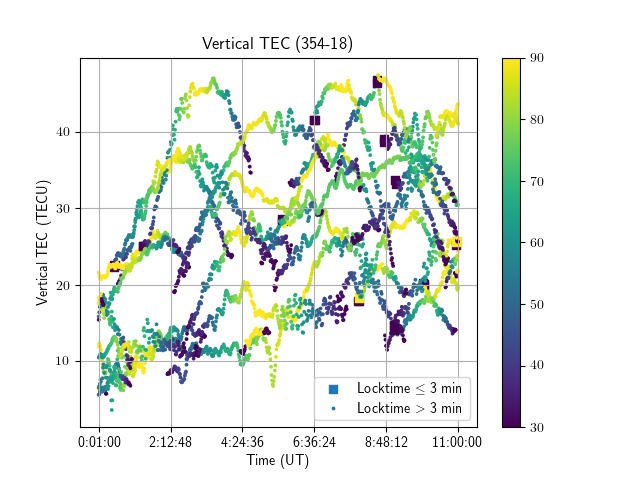 Vertical TEC (354-18)
Vertical TEC (TECU)
40
30
20
10
0:01:00 2:12:48 4:24:36 6:36:24 8:48:12 11:00:00
Time (UT)
Locktime ≤ 3 min
Locktime > 3 min
90
80
70
60
50
40
30